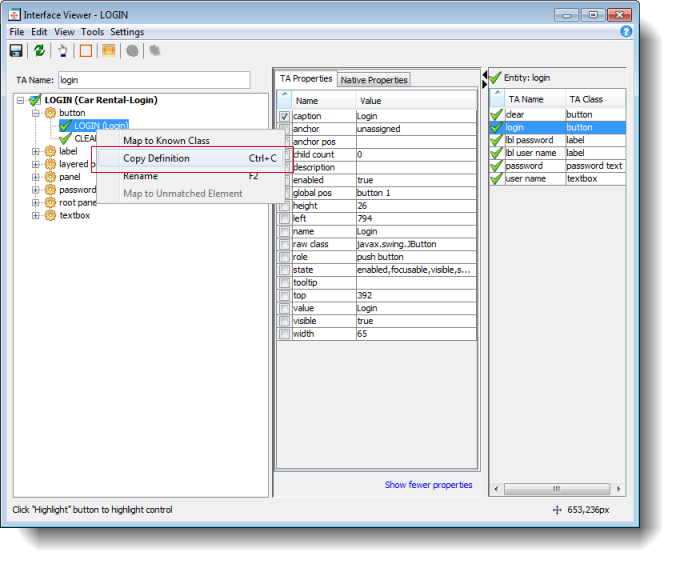 Interface Viewer - LOGIN
File Edit View Tools Settings
TA Name: login
LOGIN (Car Rental-Login)
button
LOGIN (Login)
CLEA
label
layered p
panel
password
root pane
textbox
Map to Known Class
Copy Definition Ctrl+C
Rename F2
Map to Unmatched Element
TA Properties Native Properties
Name Value
caption Login
anchor unassigned
anchor pos
child count 0
description
enabled true
global pos button 1
height 26
left 794
name Login
raw class javax.swing.JButton
role push button
state enabled,focusable,visible,s...
tooltip
top 392
value Login
visible true
width 65
Show fewer properties
Entity: login
TA Name TA Class
clear button
login button
lbl password label
lbl user name label
password password text
user name textbox
Click "Highlight" button to highlight control
653,236px